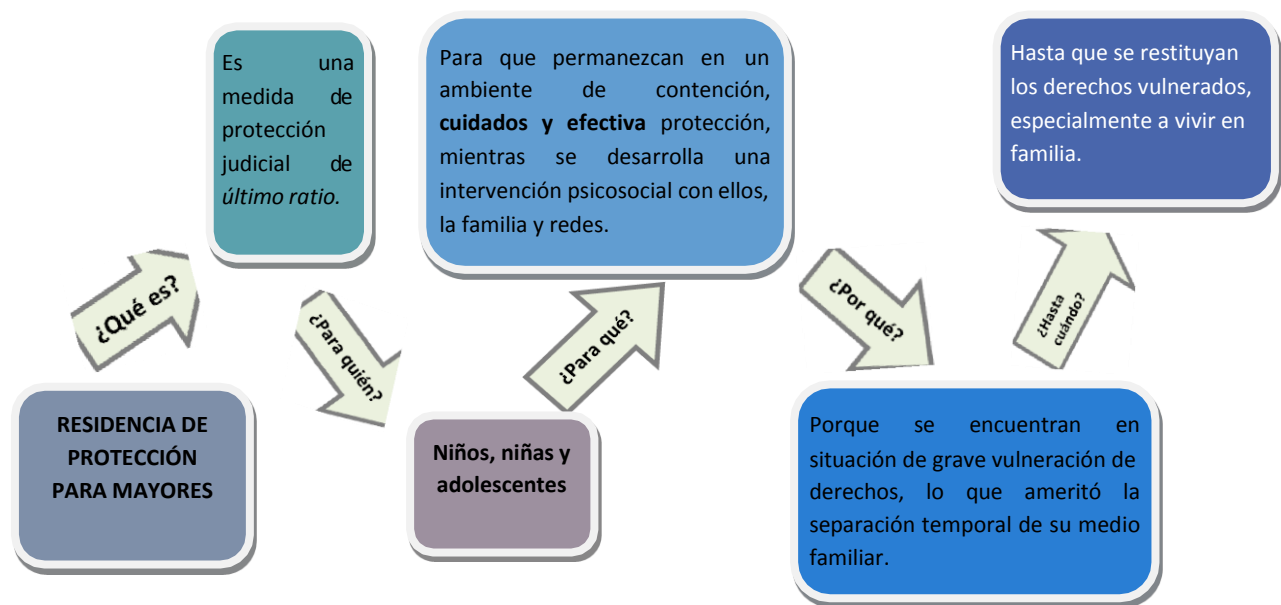 RESIDENCIA DE
PROTECCIÓN
PARA MAYORES
¿Qué es?
Es una
medida de
protección
judicial de
último ratio.
¿Para quién?
Niños, niñas y
adolescentes
¿Para qué?
Para que permanezcan en un
ambiente de contención,
cuidados y efectiva protección,
mientras se desarrolla una
intervención psicosocial con ellos,
la familia y redes.
¿Por qué?
Porque se encuentran en
situación de grave vulneración de
derechos, lo que ameritó la
separación temporal de su medio
familiar.
¿Hasta
cuándo?
Hasta que se restituyan
los derechos vulnerados,
especialmente a vivir en
familia.